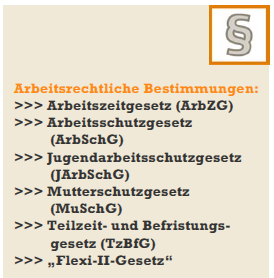 §
Arbeitsrechtliche Bestimmungen:
>>> Arbeitszeitgesetz (ArbZG)
>>> Arbeitsschutzgesetz
(ArbSchG)
>>> Jugendarbeitsschutzgesetz
(JArbSchG)
>>> Mutterschutzgesetz
(MuSchG)
>>> Teilzeit- und Befristungs-
gesetz (TzBfG)
>>> „Flexi-II-Gesetz“